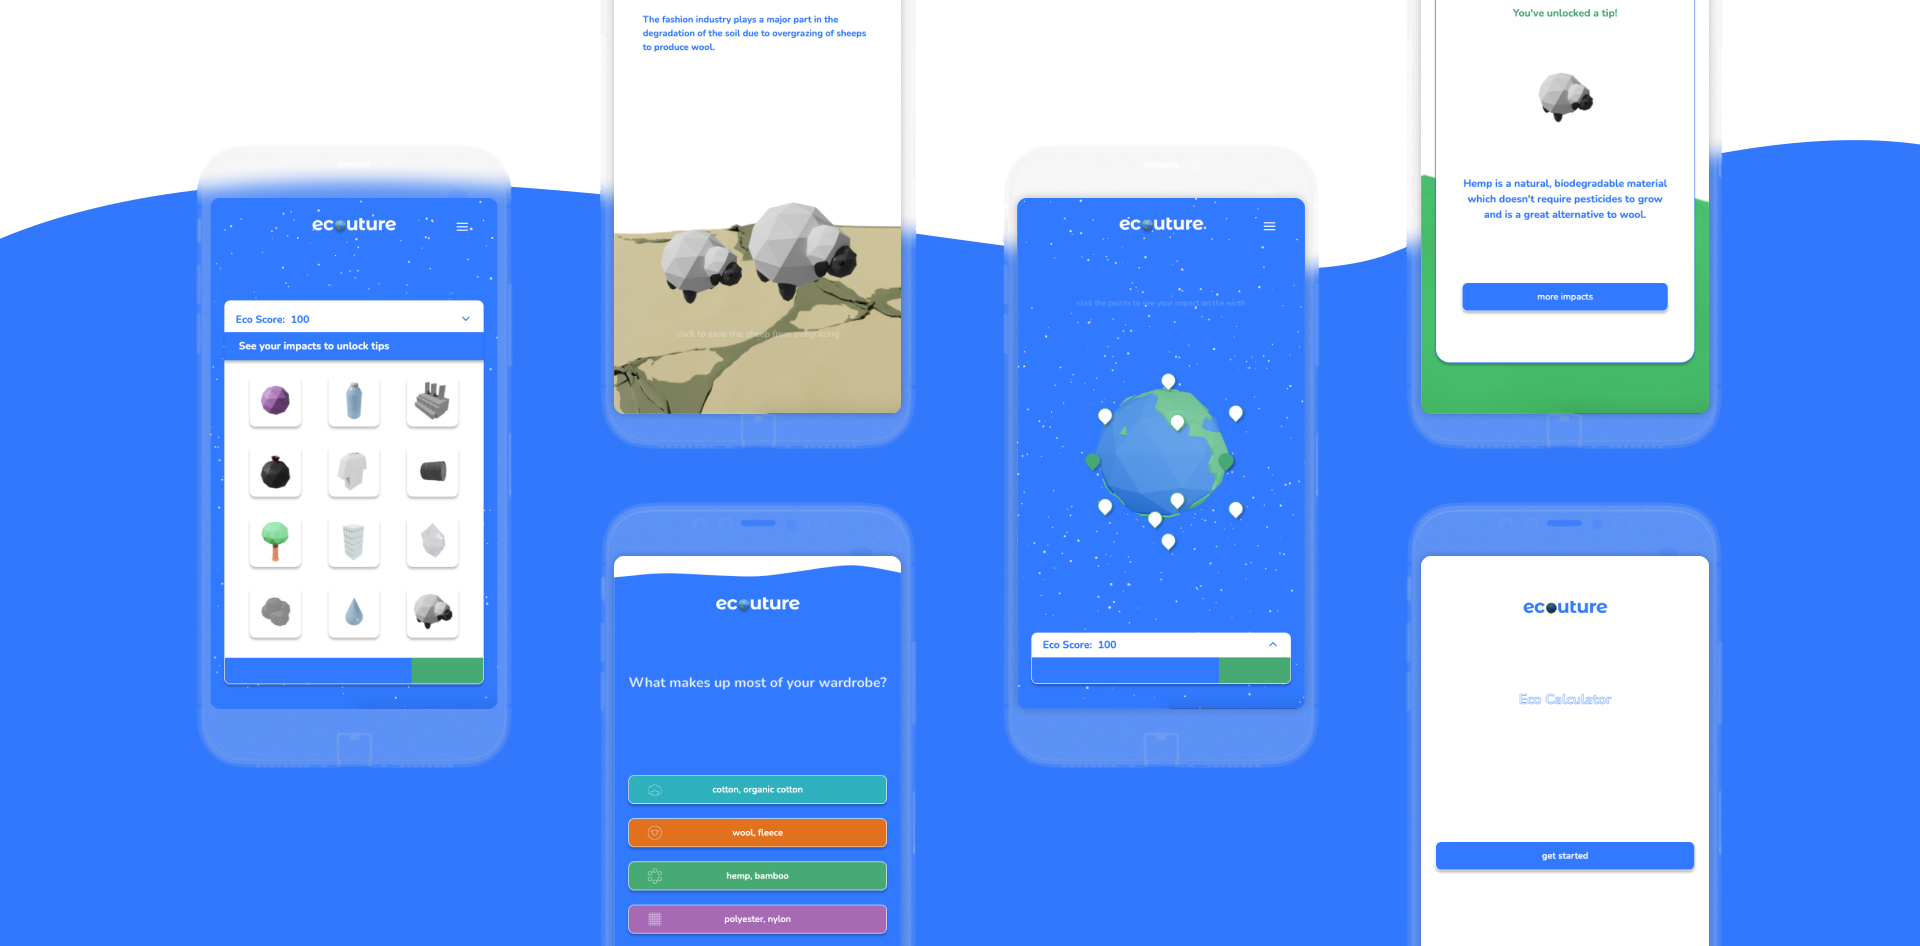 ecouture
Eco Score: 100
See your impacts to unlock tips
The fashion industry plays a major part in the
degradation of the soil due to overgrazing of sheeps
to produce wool.
click to save the sheep from overgrazing
ecouture
What makes up most of your wardrobe?
cotton, organic cotton
wool, fleece
hemp, bamboo
polyester, nylon
ecouture
click the points to see your impact on the earth
Eco Score: 100
You've unlocked a tip!
Hemp is a natural, biodegradable material
which doesn't require pesticides to grow
and is a great alternative to wool.
more impacts
ecouture
Eco Calculator
get started